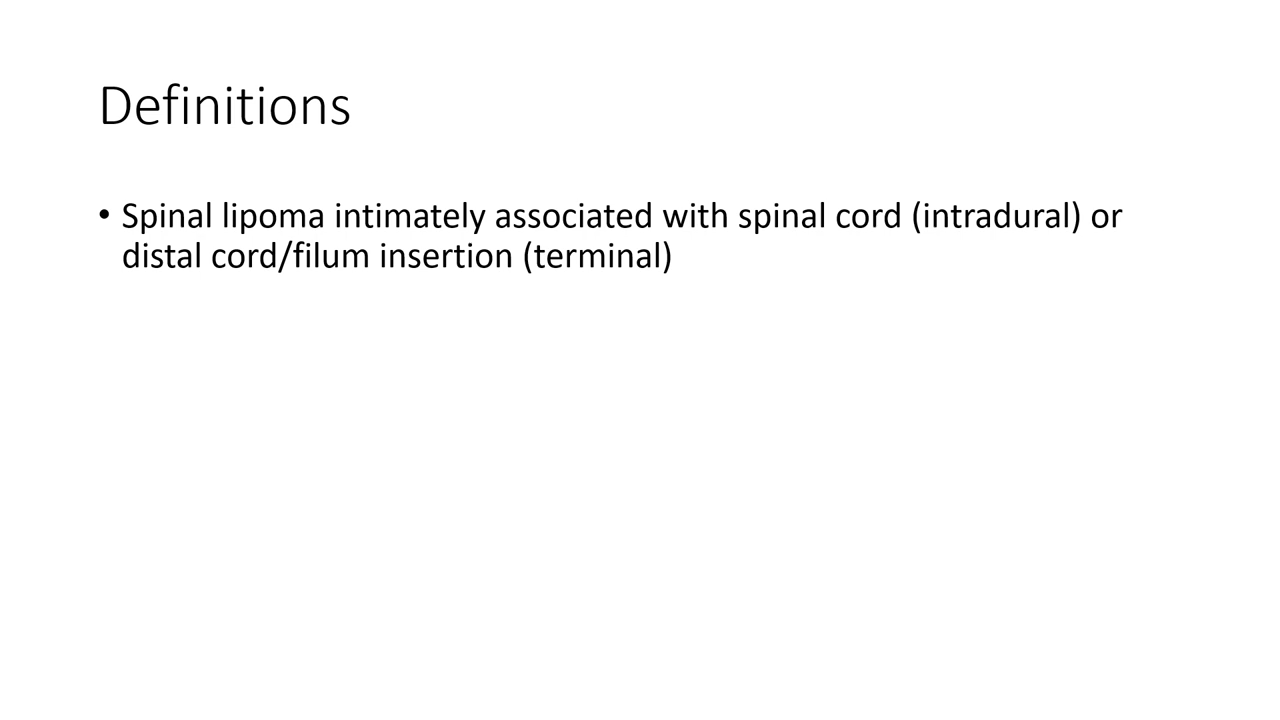 Definitions
• Spinal lipoma intimately associated with spinal cord (intradural) or
distal cord/filum insertion (terminal)